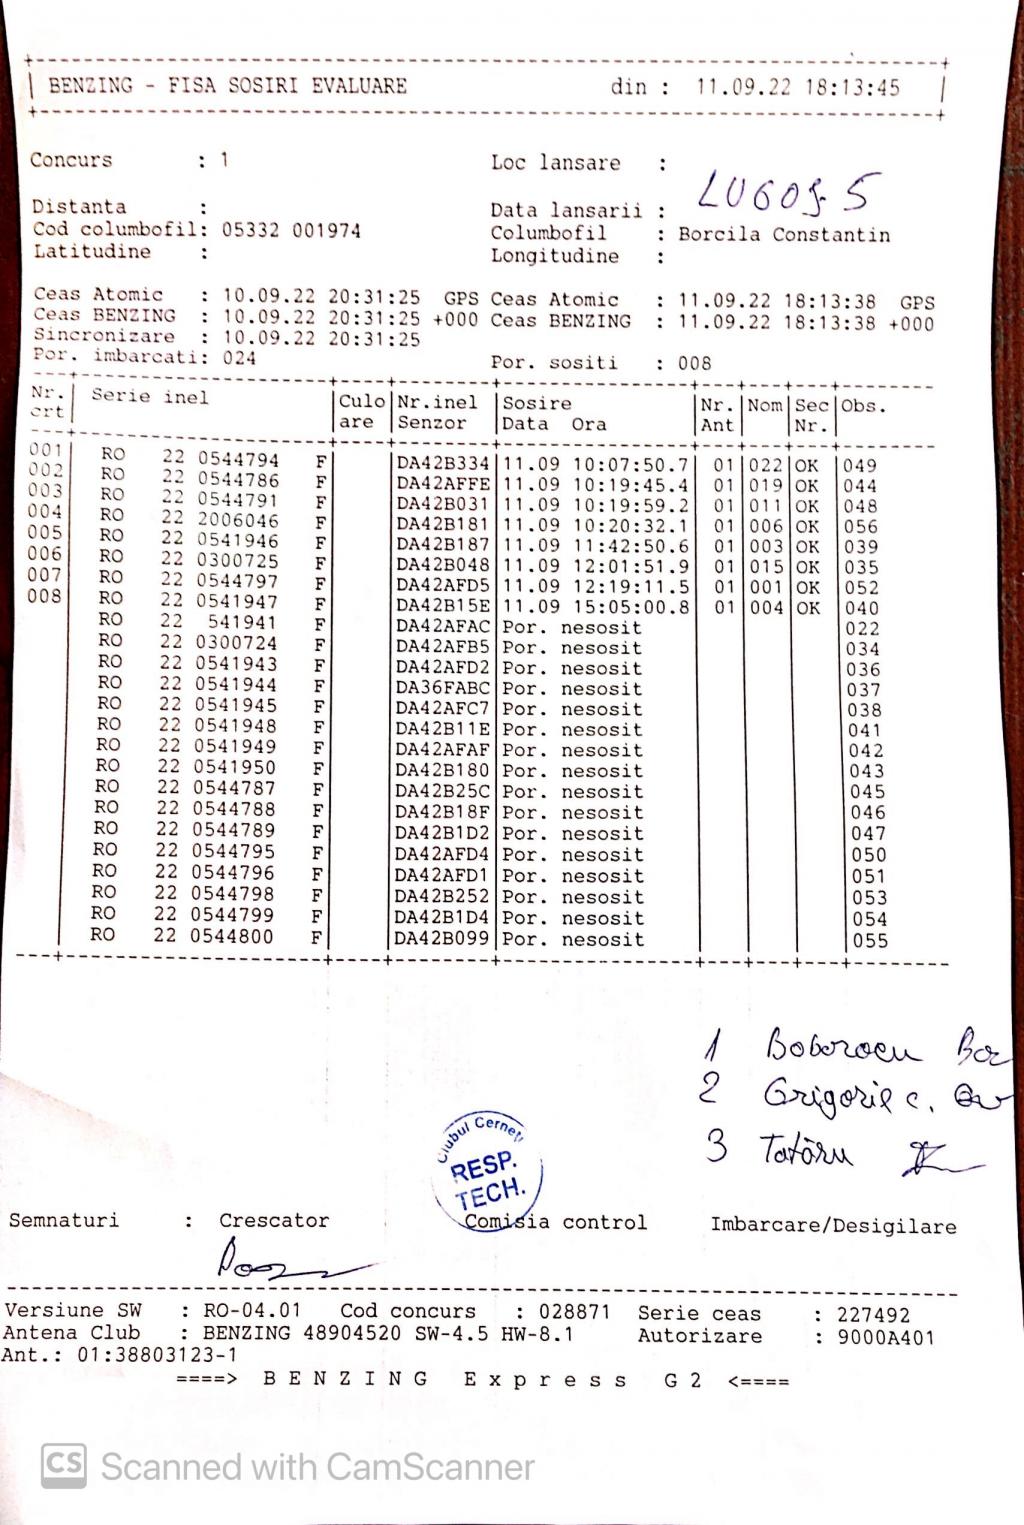 BENZING - FISA SOSIRI EVALUARE din : 11.09.22 18:13:45
Concurs : 1 Loc lansare :
LUGOJ 5
Distanta : Data lansarii :
Cod columbofil: 05332 001974 Columbofil : Borcila Constantin
Latitudine : Longitudine :
Ceas Atomic : 10.09.22 20:31:25 GPS Ceas Atomic : 11.09.22 18:13:38 GPS
Ceas BENZING : 10.09.22 20:31:25 +000 Ceas BENZING : 11.09.22 18:13:38 +000
Sincronizare : 10.09.22 20:31:25
Por. imbarcati: 024 Por. sositi : 008
Nr. Serie inel Culo Nr.inel Sosire Nr. Nom Sec Obs.
crt are Senzor Data Ora Ant Nr.
001 RO 22 0544794 F DA42B334 11.09 10:07:50.7 01 022 OK 049
002 RO 22 0544786 F DA42AFFE 11.09 10:19:45.4 01 019 OK 044
003 RO 22 0544791 F DA42B031 11.09 10:19:59.2 01 011 OK 048
004 RO 22 2006046 F DA42B181 11.09 10:20:32.1 01 006 OK 056
005 RO 22 0541946 F DA42B187 11.09 11:42:50.6 01 003 OK 039
006 RO 22 0300725 F DA42B048 11.09 12:01:51.9 01 015 OK 035
007 RO 22 0544797 F DA42AFD5 11.09 12:19:11.5 01 001 OK 052
008 RO 22 0541947 F DA42B15E 11.09 15:05:00.8 01 004 OK 040
RO 22 541941 F DA42AFAC Por. nesosit 022
RO 22 0300724 F DA42AFB5 Por. nesosit 034
RO 22 0541943 F DA42AFD2 Por. nesosit 036
RO 22 0541944 F DA36FABC Por. nesosit 037
RO 22 0541945 F DA42AFC7 Por. nesosit 038
RO 22 0541948 F DA42B11E Por. nesosit 041
RO 22 0541949 F DA42AFAF Por. nesosit 042
RO 22 0541950 F DA42B180 Por. nesosit 043
RO 22 0544787 F DA42B25C Por. nesosit 045
RO 22 0544788 F DA42B18F Por. nesosit 046
RO 22 0544789 F DA42B1D2 Por. nesosit 047
RO 22 0544795 F DA42AFD4 Por. nesosit 050
RO 22 0544796 F DA42AFD1 Por. nesosit 051
RO 22 0544798 F DA42B252 Por. nesosit 053
RO 22 0544799 F DA42B1D4 Por. nesosit 054
RO 22 0544800 F DA42B099 Por. nesosit 055
1 Boborocu
2 Grigorie c.
3 Tatăru
Clubul Cerneti
RESP.
TECH.
Semnaturi : Crescator Comisia control Imbarcare/Desigilare
Versiune SW : RO-04.01 Cod concurs : 028871 Serie ceas : 227492
Antena Club : BENZING 48904520 SW-4.5 HW-8.1 Autorizare : 9000A401
Ant.: 01:38803123-1
====> B E N Z I N G E x p r e s s G 2 <====
CS Scanned with CamScanner